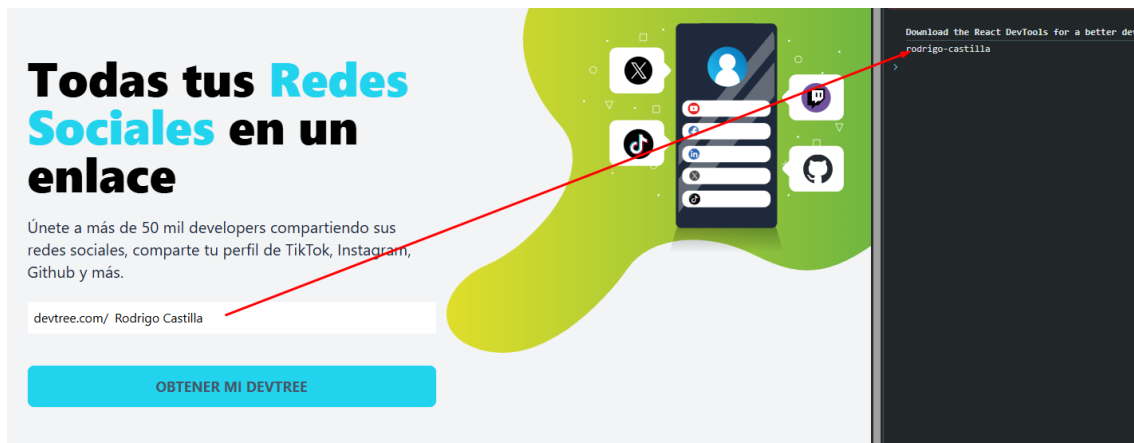 Todas tus Redes
Sociales en un
enlace
Únete a más de 50 mil developers compartiendo sus
redes sociales, comparte tu perfil de TikTok, Instagram,
Github y más.
devtree.com/ Rodrigo Castilla
OBTENER MI DEVTREE
Download the React DevTools for a better dev
rodrigo-castilla